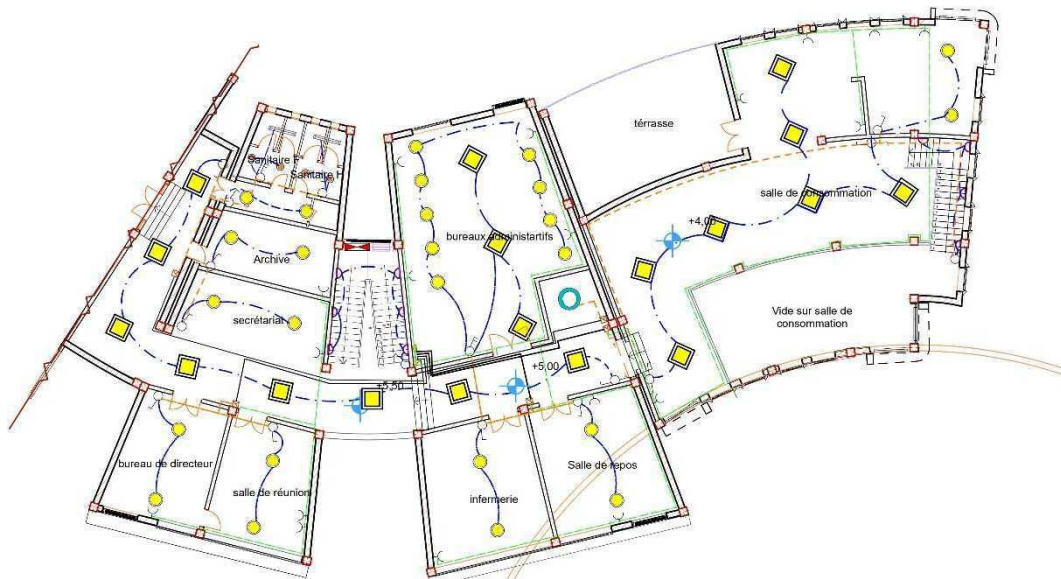 térrasse
Sanitaire F
Sanitaire H
salle de consommation
+4,00
bureaux administartifs
Archive
secrétariat
Vide sur salle de
consommation
+5,00
+5,50
bureau de directeur
salle de réunion
infermerie
Salle de repos